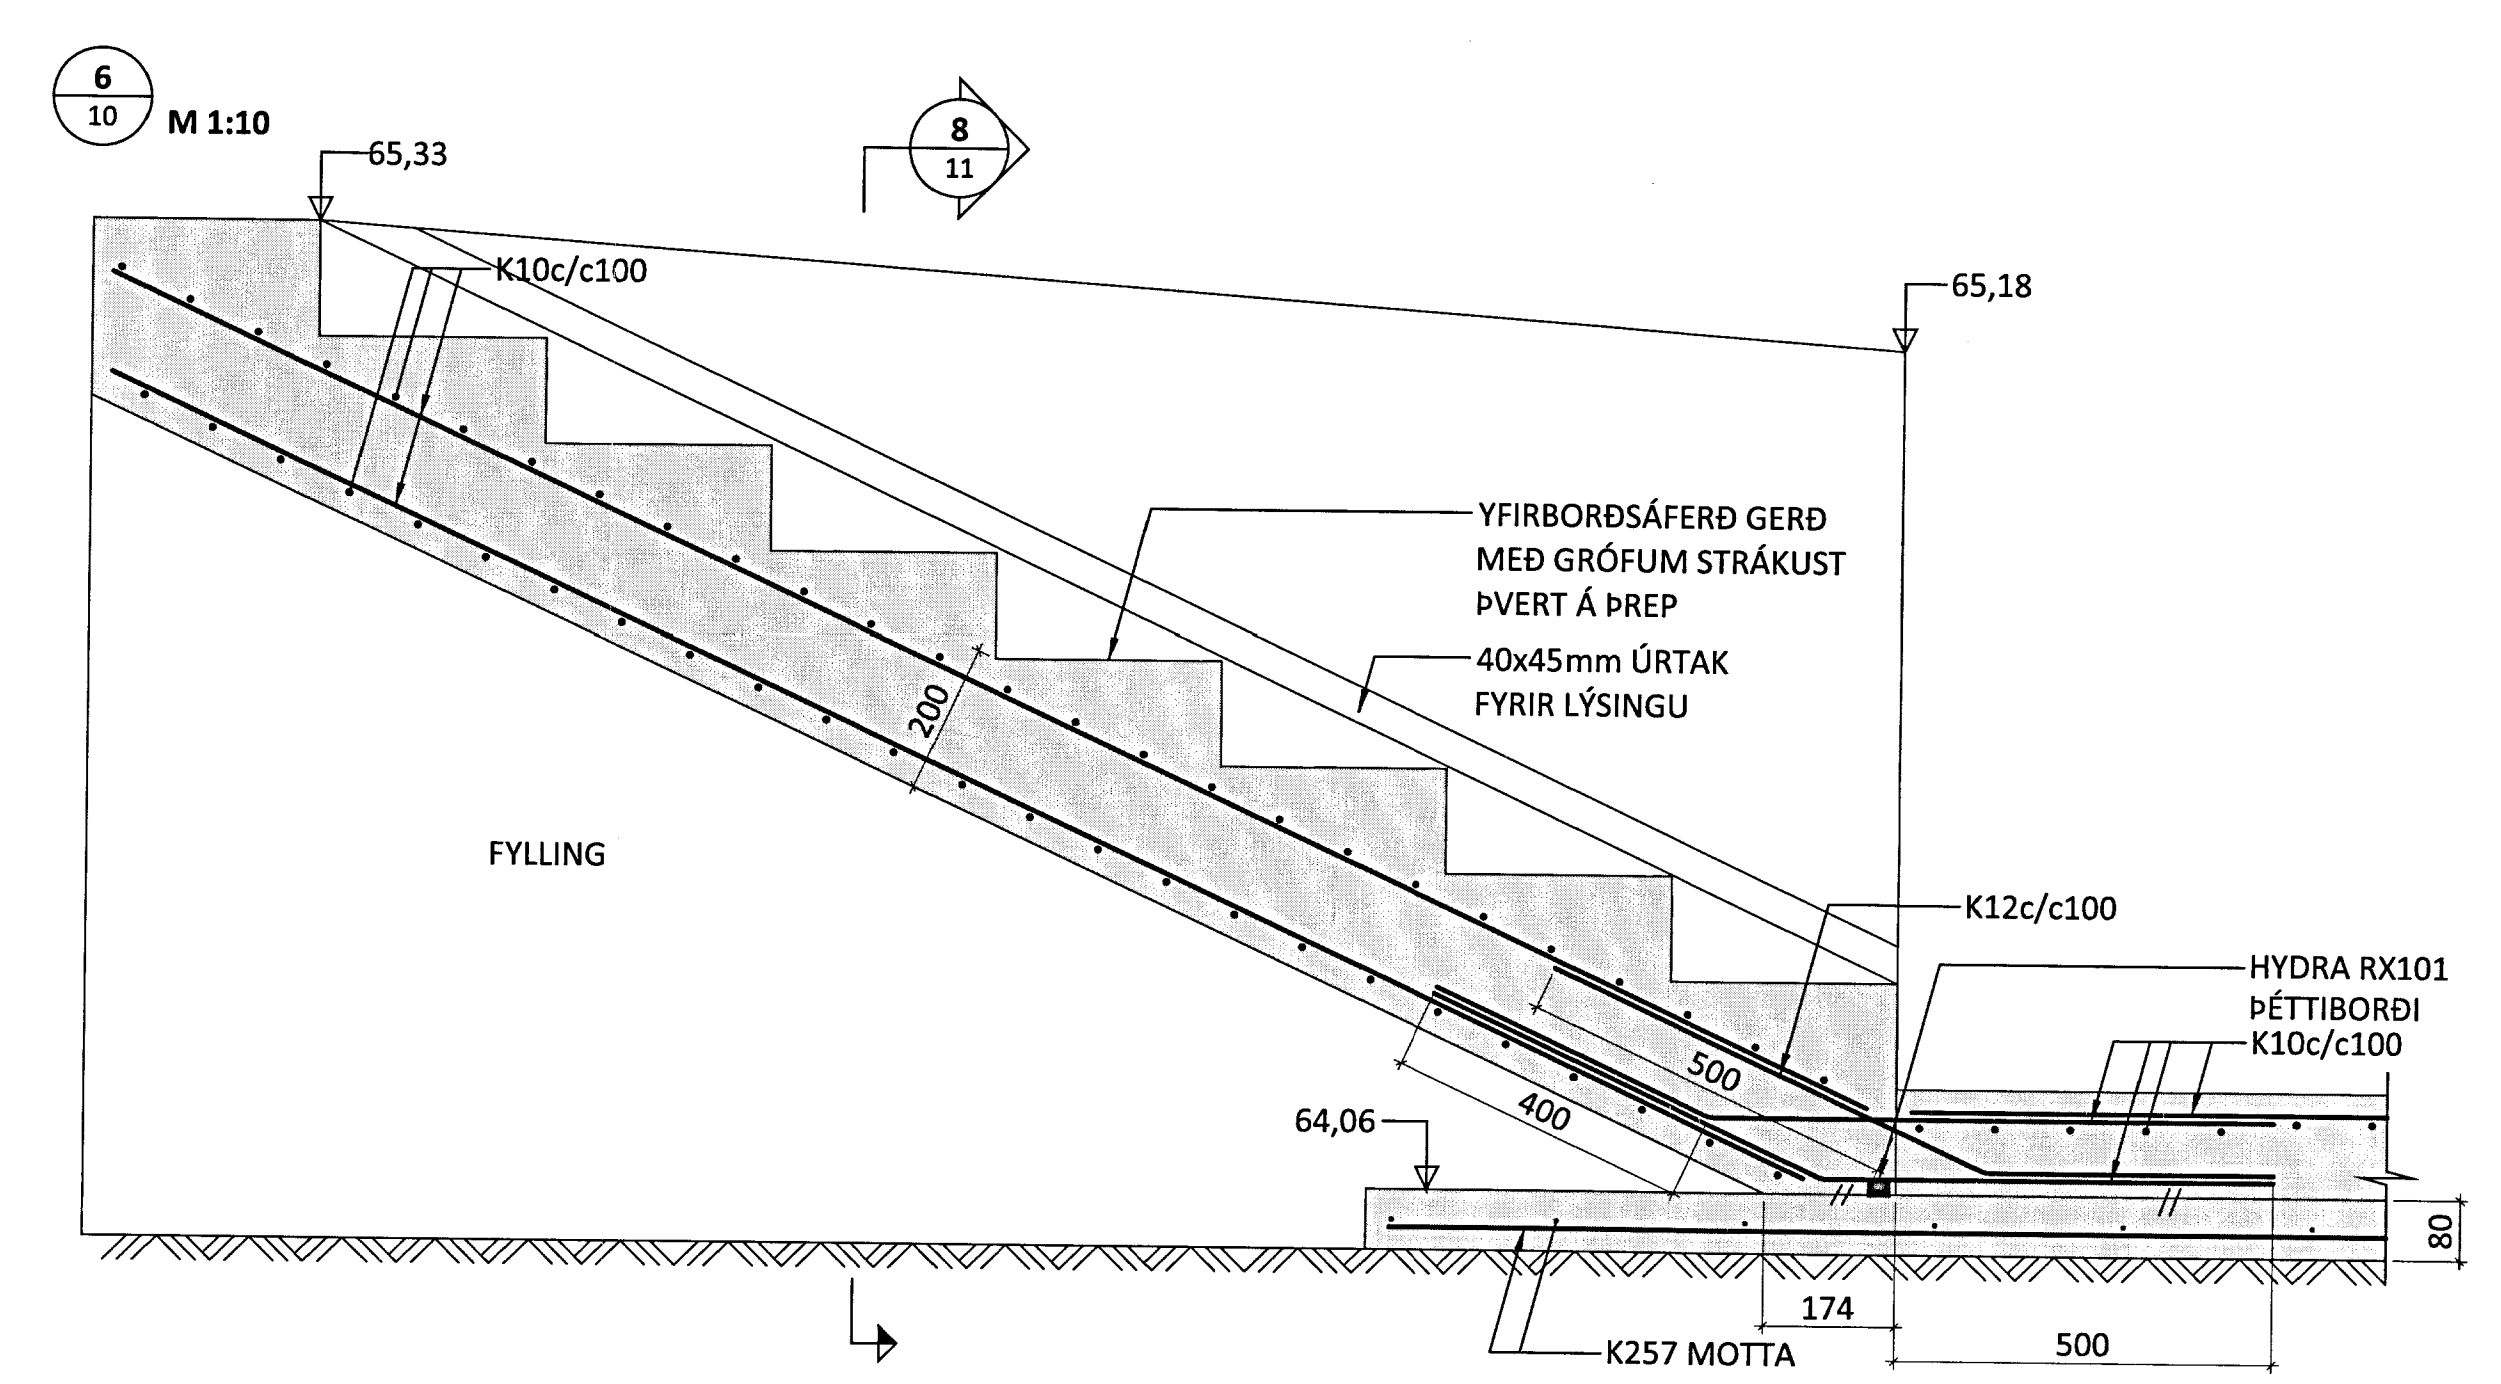 6
10
M 1:10
65,33
8
11
K10c/c100
65,18
YFIRBORÐSÁFERÐ GERÐ
MEÐ GRÓFUM STRÁKUST
ÞVERT Á ÞREP
40x45mm ÚRTAK
FYRIR LÝSINGU
200
FYLLING
K12c/c100
HYDRA RX101
ÞÉTTIBORÐI
K10c/c100
500
400
64,06
80
174
500
K257 MOTTA